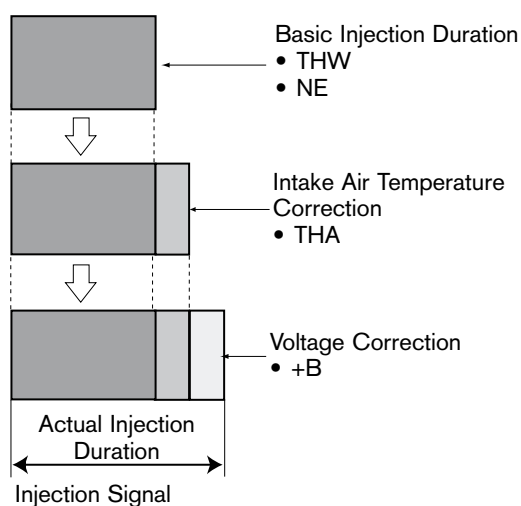 Basic Injection Duration
• THW
• NE
Intake Air Temperature
Correction
• THA
Voltage Correction
• +B
Actual Injection
Duration
Injection Signal